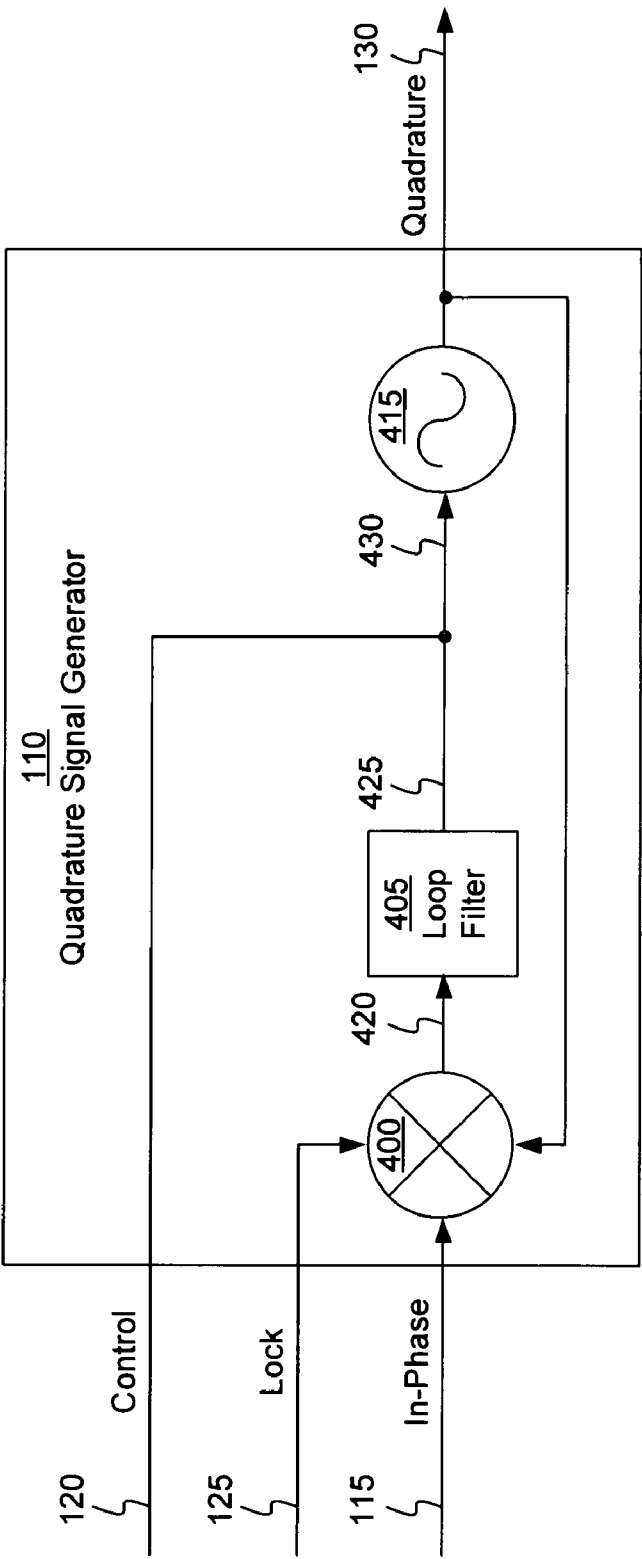 110
Quadrature Signal Generator
120
Control
125
Lock
115
In-Phase
400
420
405
Loop
Filter
425
430
415
Quadrature
130